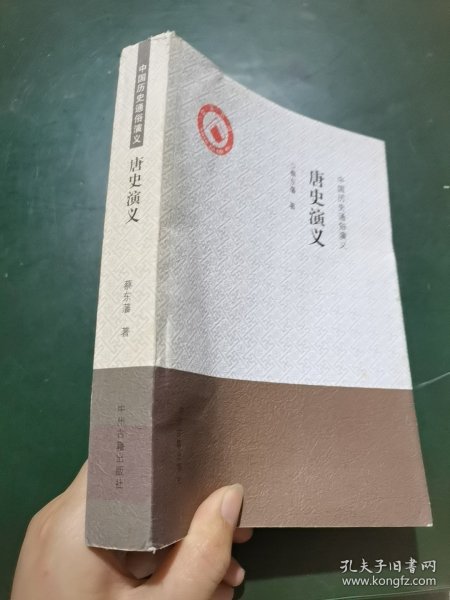 中国历史通俗演义
唐史演义
蔡东藩 著
中州古籍出版社
中国历史通俗演义
唐史演义
蔡东藩 著
孔夫子旧书网
www.kongfz.com